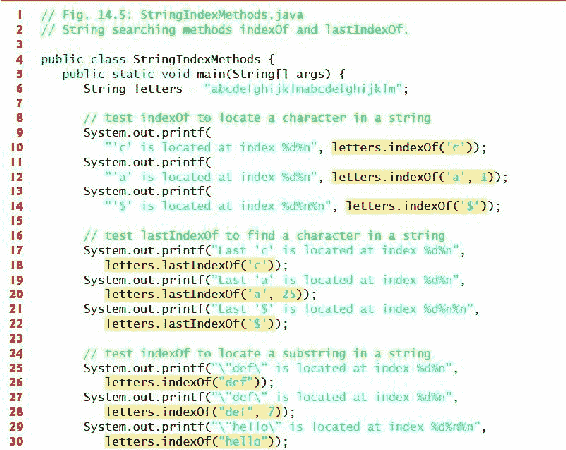 1 // Fig. 14.5: StringIndexMethods.java
2 // String searching methods indexOf and lastIndexOf.
3
4 public class StringIndexMethods {
5 public static void main(String[] args) {
6 String letters = "abcdefghijklmabcdefghijklm";
7
8 // test indexOf to locate a character in a string
9 System.out.printf(
10 "'c' is located at index %d%n", letters.indexOf('c'));
11 System.out.printf(
12 "'a' is located at index %d%n", letters.indexOf('a', 1));
13 System.out.printf(
14 "'$' is located at index %d%n%n", letters.indexOf('$'));
15
16 // test lastIndexOf to find a character in a string
17 System.out.printf("Last 'c' is located at index %d%n",
18 letters.lastIndexOf('c'));
19 System.out.printf("Last 'a' is located at index %d%n",
20 letters.lastIndexOf('a', 25));
21 System.out.printf("Last '$' is located at index %d%n%n",
22 letters.lastIndexOf('$'));
23
24 // test indexOf to locate a substring in a string
25 System.out.printf("\"def\" is located at index %d%n",
26 letters.indexOf("def"));
27 System.out.printf("\"def\" is located at index %d%n",
28 letters.indexOf("def", 7));
29 System.out.printf("\"hello\" is located at index %d%n%n",
30 letters.indexOf("hello"));